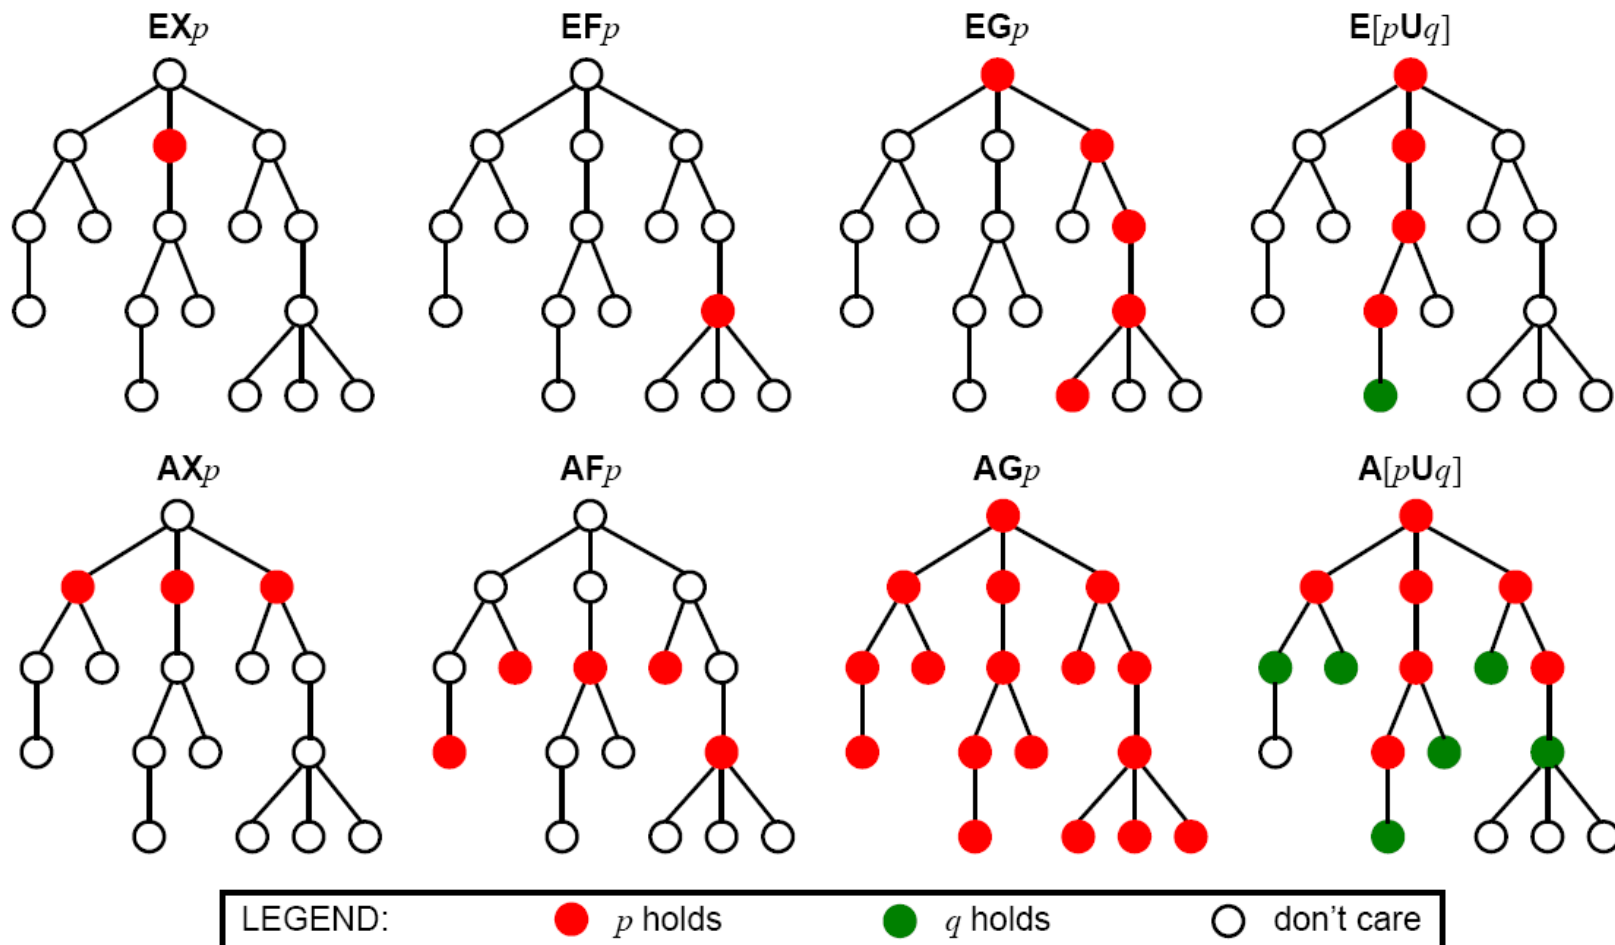 EXp EFp EGp E[pUq]
AXp AFp AGp A[pUq]
LEGEND: p holds q holds don't care